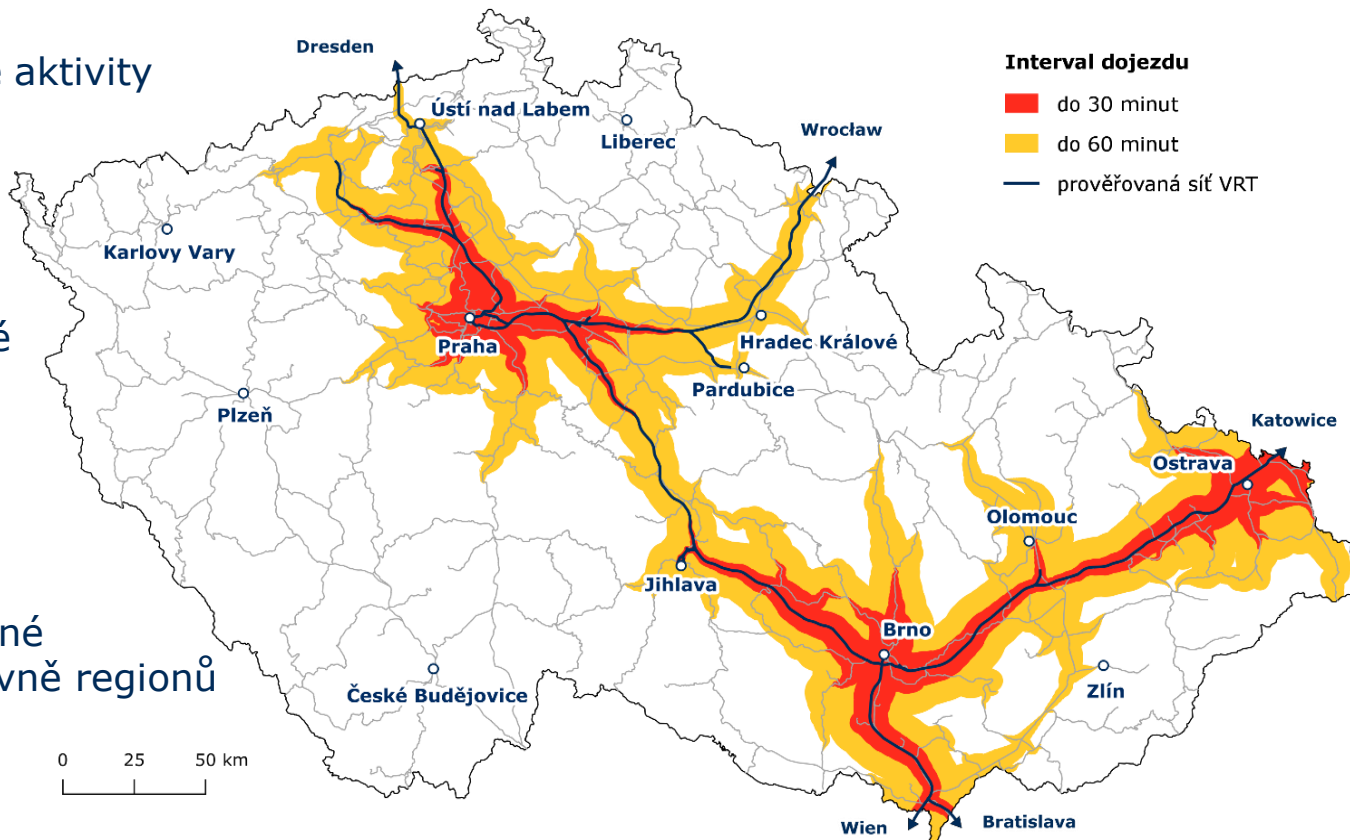 Dresden
aktivity
Ústí nad Labem
Liberec
Wrocław
Interval dojezdu
do 30 minut
do 60 minut
prověřovaná síť VRT
Karlovy Vary
Praha
Hradec Králové
Pardubice
Plzeň
Katowice
Ostrava
Olomouc
Jihlava
Brno
né
vně regionů
České Budějovice
Zlín
0 25 50 km
Wien
Bratislava